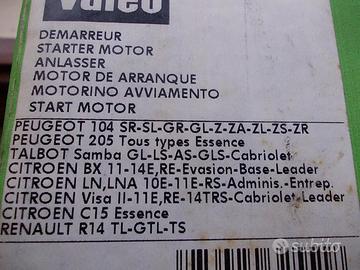 Valeo
DEMARREUR
STARTER MOTOR
ANLASSER
MOTOR DE ARRANQUE
MOTORINO AVVIAMENTO
START MOTOR
PEUGEOT 104 SR-SL-GR-GL-Z-ZA-ZL-ZS-ZR
PEUGEOT 205 Tous types Essence
TALBOT Samba GL-LS-AS-GLS-Cabriolet
CITROEN BX 11-14E,RE-Evasion-Base-Leader
CITROEN LN,LNA 10E-11E-RS-Adminis.-Entrep.
CITROEN Visa II-11E,RE-14TRS-Cabriolet-Leader
CITROEN C15 Essence
RENAULT R14 TL-GTL-TS
subito